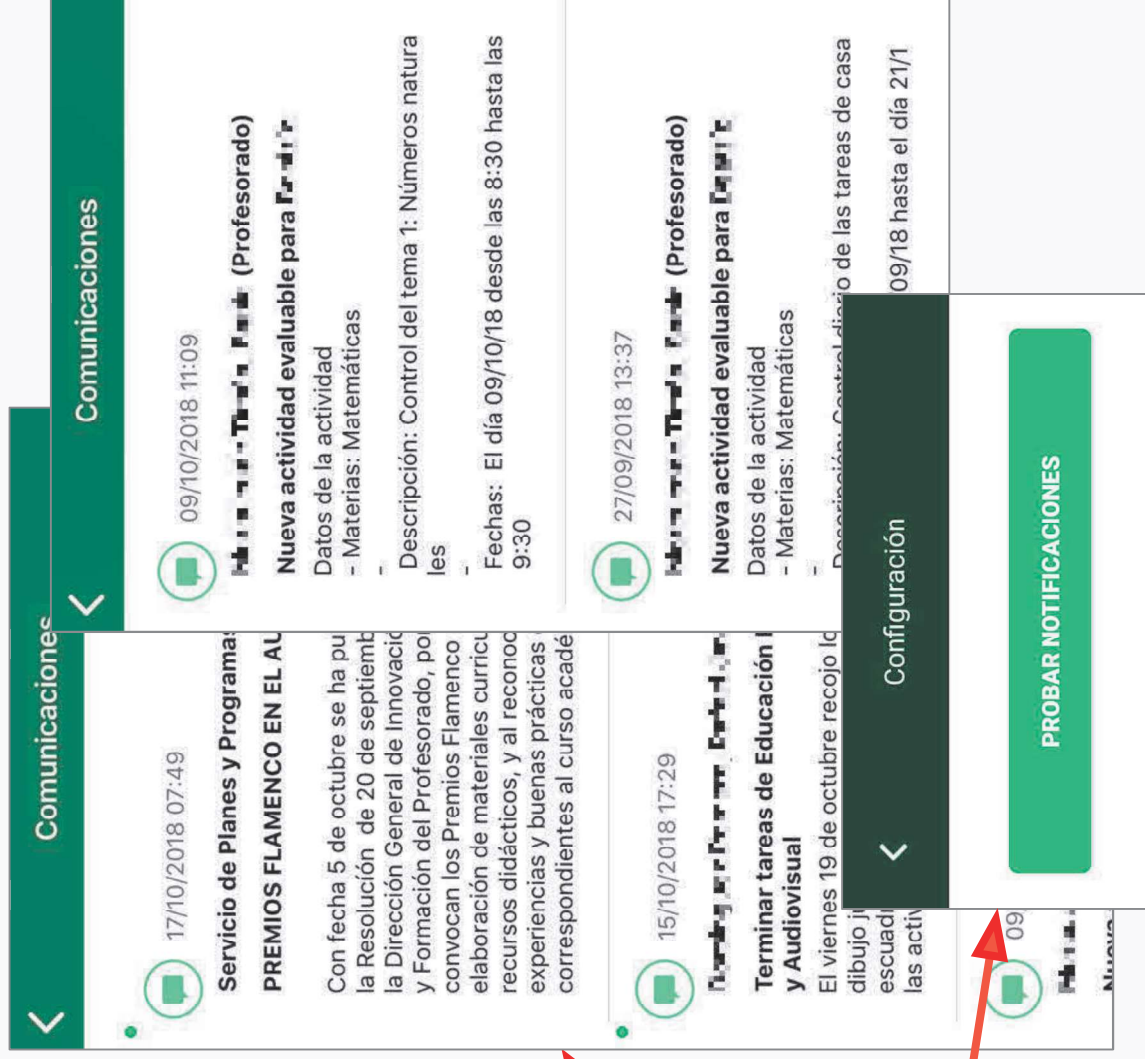 Comunicaciones
17/10/2018 07:49
Servicio de Planes y Programas
PREMIOS FLAMENCO EN EL AU
Con fecha 5 de octubre se ha pu
la Resolución de 20 de septiemb
la Dirección General de Innovació
y Formación del Profesorado, por
convocan los Premios Flamenco
elaboración de materiales curricu
recursos didácticos, y al reconoc
experiencias y buenas prácticas
correspondientes al curso acadé
15/10/2018 17:29
Terminar tareas de Educación
y Audiovisual
El viernes 19 de octubre recojo lo
dibujo
escuadr
las activ
09/
Nueva
Comunicaciones
09/10/2018 11:09
(Profesorado)
Nueva actividad evaluable para
Datos de la actividad
- Materias: Matemáticas
-
Descripción: Control del tema 1: Números natura
les
-
Fechas: El día 09/10/18 desde las 8:30 hasta las
9:30
27/09/2018 13:37
(Profesorado)
Nueva actividad evaluable para
Datos de la actividad
- Materias: Matemáticas
-
Descripción: Control diario de las tareas de casa
09/18 hasta el día 21/1
Configuración
PROBAR NOTIFICACIONES